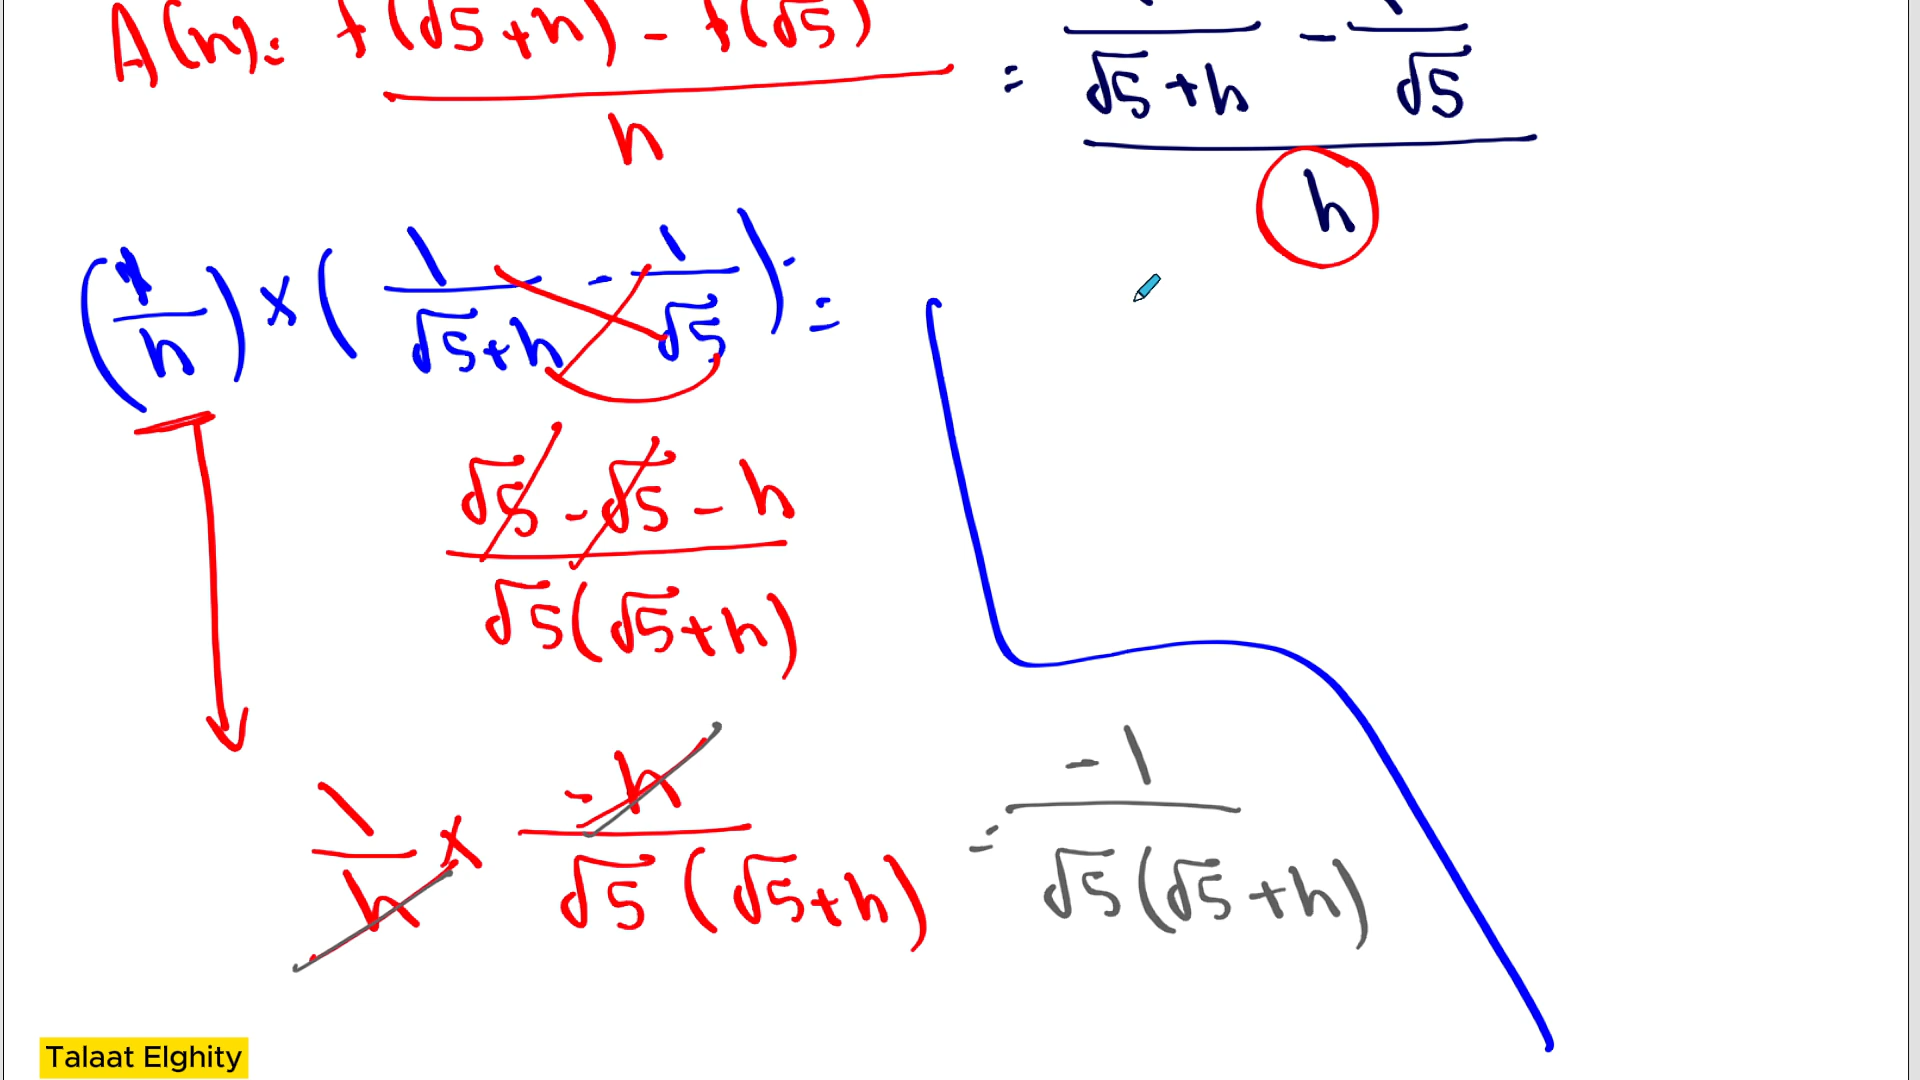 A(h) = f(√5+h) - f(√5) / h = 1/(√5+h) - 1/√5 / h
(1/h) × (1/(√5+h) - 1/√5) =
√5 - √5 - h / √5(√5+h)
1/h × -h / √5(√5+h) = -1 / √5(√5+h)
Talaat Elghity